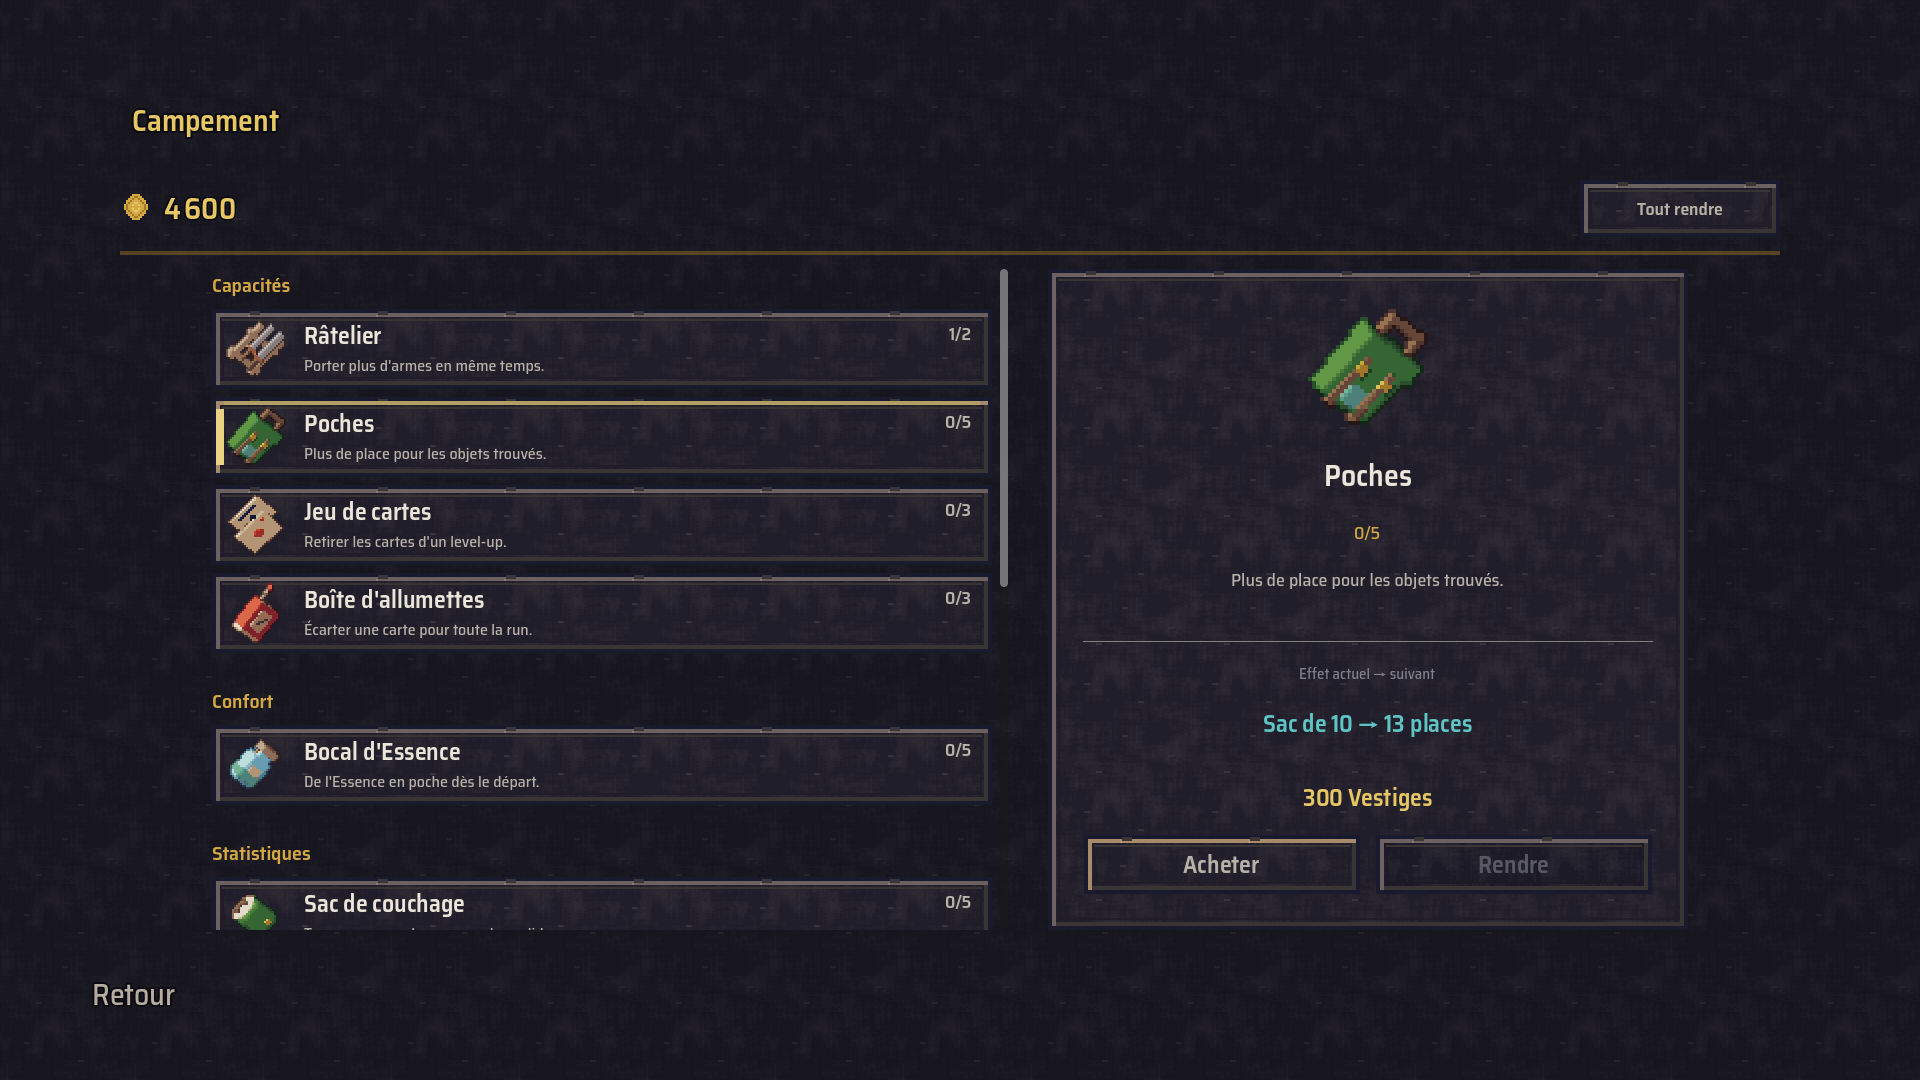 Campement
4 600
Tout rendre
Capacités
Râtelier
1/2
Porter plus d'armes en même temps.
Poches
0/5
Plus de place pour les objets trouvés.
Jeu de cartes
0/3
Retirer les cartes d'un level-up.
Boîte d'allumettes
0/3
Écarter une carte pour toute la run.
Confort
Bocal d'Essence
0/5
De l'Essence en poche dès le départ.
Statistiques
Sac de couchage
0/5
Poches
0/5
Plus de place pour les objets trouvés.
Effet actuel → suivant
Sac de 10 → 13 places
300 Vestiges
Acheter
Rendre
Retour